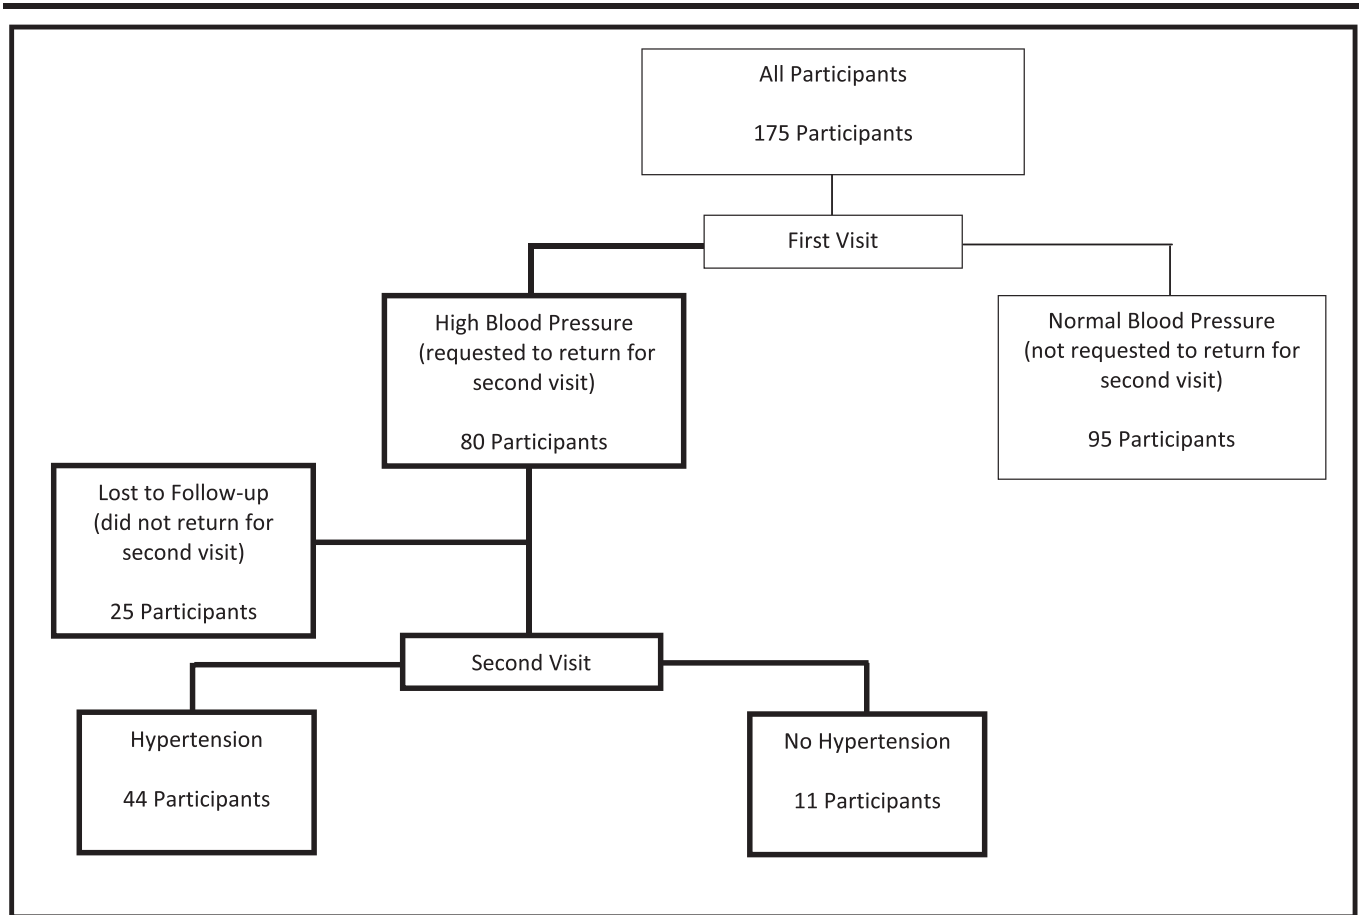 All Participants
175 Participants
First Visit
High Blood Pressure
(requested to return for
second visit)
80 Participants
Normal Blood Pressure
(not requested to return for
second visit)
95 Participants
Lost to Follow-up
(did not return for
second visit)
25 Participants
Second Visit
Hypertension
44 Participants
No Hypertension
11 Participants